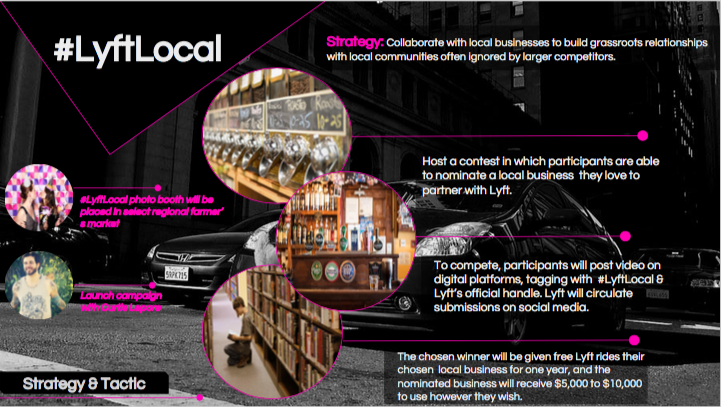 #LyftLocal
Strategy: Collaborate with local businesses to build grassroots relationships
with local communities often ignored by larger competitors.
Host a contest in which participants are able
to nominate a local business they love to
partner with Lyft.
#LyftLocal photo booth will be
placed in select regional farmer'
s market
To compete, participants will post video on
digital platforms, tagging with #LyftLocal &
Lyft's official handle. Lyft will circulate
submissions on social media.
Launch campaign
with
The chosen winner will be given free Lyft rides their
chosen local business for one year, and the
nominated business will receive $5,000 to $10,000
to use however they wish.
Strategy & Tactic